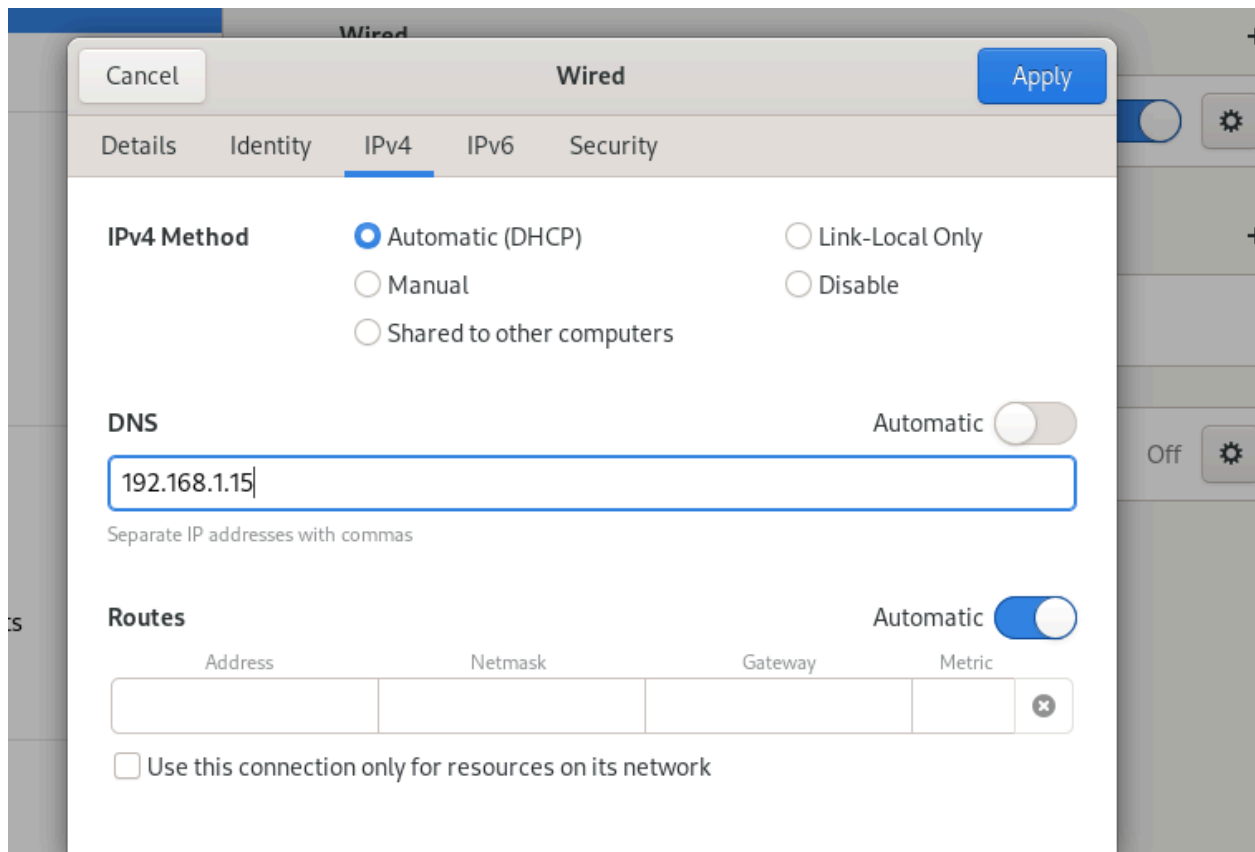 Wired
Cancel Wired Apply
Details Identity IPv4 IPv6 Security
IPv4 Method Automatic (DHCP) Link-Local Only
Manual Disable
Shared to other computers
DNS Automatic
Off
192.168.1.15
Separate IP addresses with commas
Routes Automatic
Address Netmask Gateway Metric
Use this connection only for resources on its network